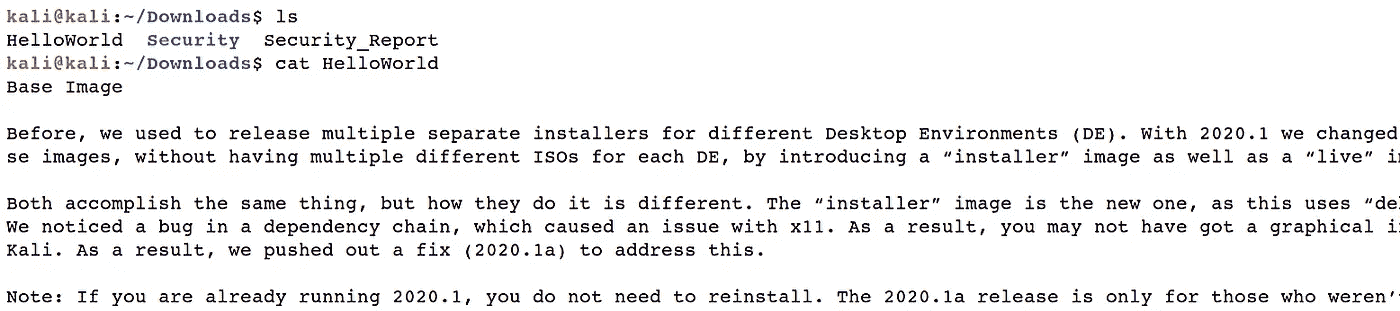 kali@kali:~/Downloads$ ls
HelloWorld  Security  Security_Report
kali@kali:~/Downloads$ cat HelloWorld
Base Image
Before, we used to release multiple separate installers for different Desktop Environments (DE). With 2020.1 we changed
se images, without having multiple different ISOs for each DE, by introducing a “installer” image as well as a “live”
Both accomplish the same thing, but how they do it is different. The “installer” image is the new one, as this uses
We noticed a bug in a dependency chain, which caused an issue with x11. As a result, you may not have got a graphical
Kali. As a result, we pushed out a fix (2020.1a) to address this.
Note: If you are already running 2020.1, you do not need to reinstall. The 2020.1a release is only for those who